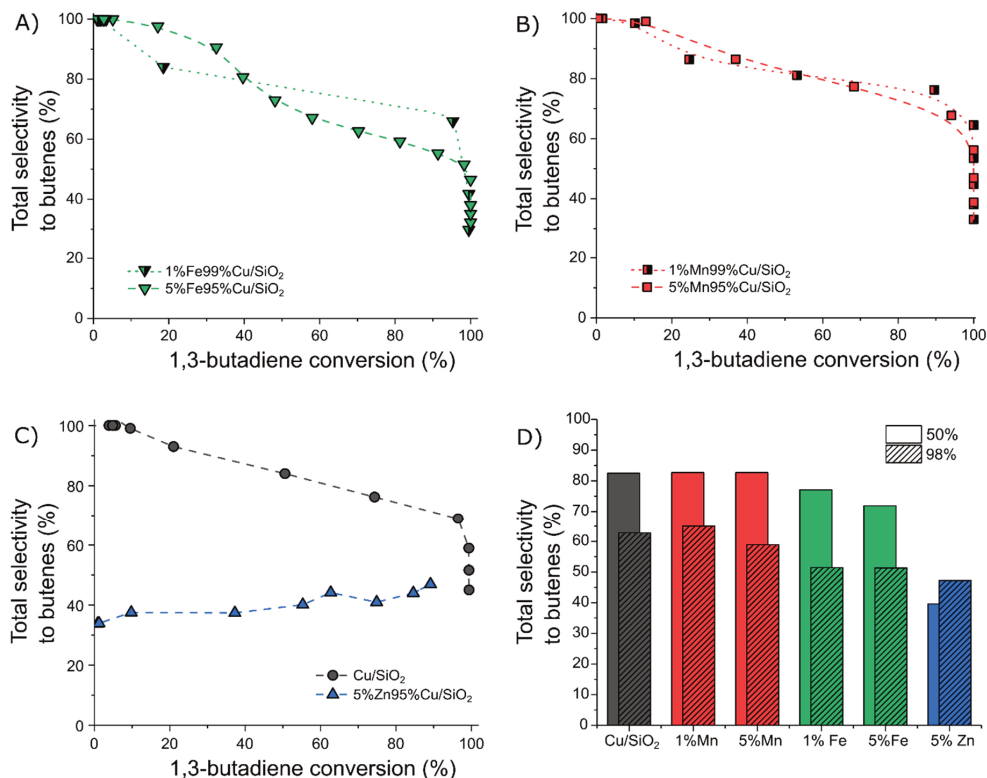 A)
Total selectivity
to butenes (%)
100
80
60
40
20
0
1%Fe99%Cu/SiO₂
5%Fe95%Cu/SiO₂
0 20 40 60 80 100
1,3-butadiene conversion (%)
B)
Total selectivity
to butenes (%)
100
80
60
40
20
0
1%Mn99%Cu/SiO₂
5%Mn95%Cu/SiO₂
0 20 40 60 80 100
1,3-butadiene conversion (%)
C)
Total selectivity
to butenes (%)
100
80
60
40
20
0
Cu/SiO₂
5%Zn95%Cu/SiO₂
0 20 40 60 80 100
1,3-butadiene conversion (%)
D)
Total selectivity
to butenes (%)
100
90
80
70
60
50
40
30
20
10
0
50%
98%
Cu/SiO₂ 1%Mn 5%Mn 1% Fe 5%Fe 5% Zn